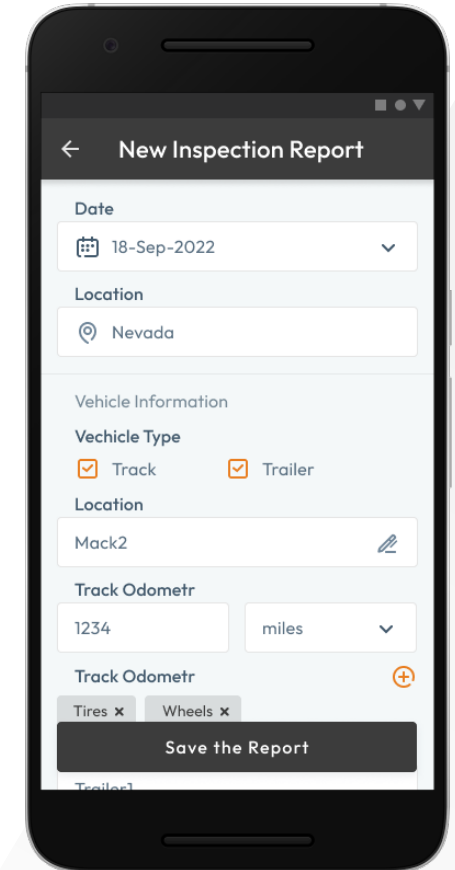 New Inspection Report
Date
18-Sep-2022
Location
Nevada
Vehicle Information
Vechicle Type
Track Trailer
Location
Mack2
Track Odometr
1234 miles
Track Odometr
Tires × Wheels ×
Save the Report
Trailer1